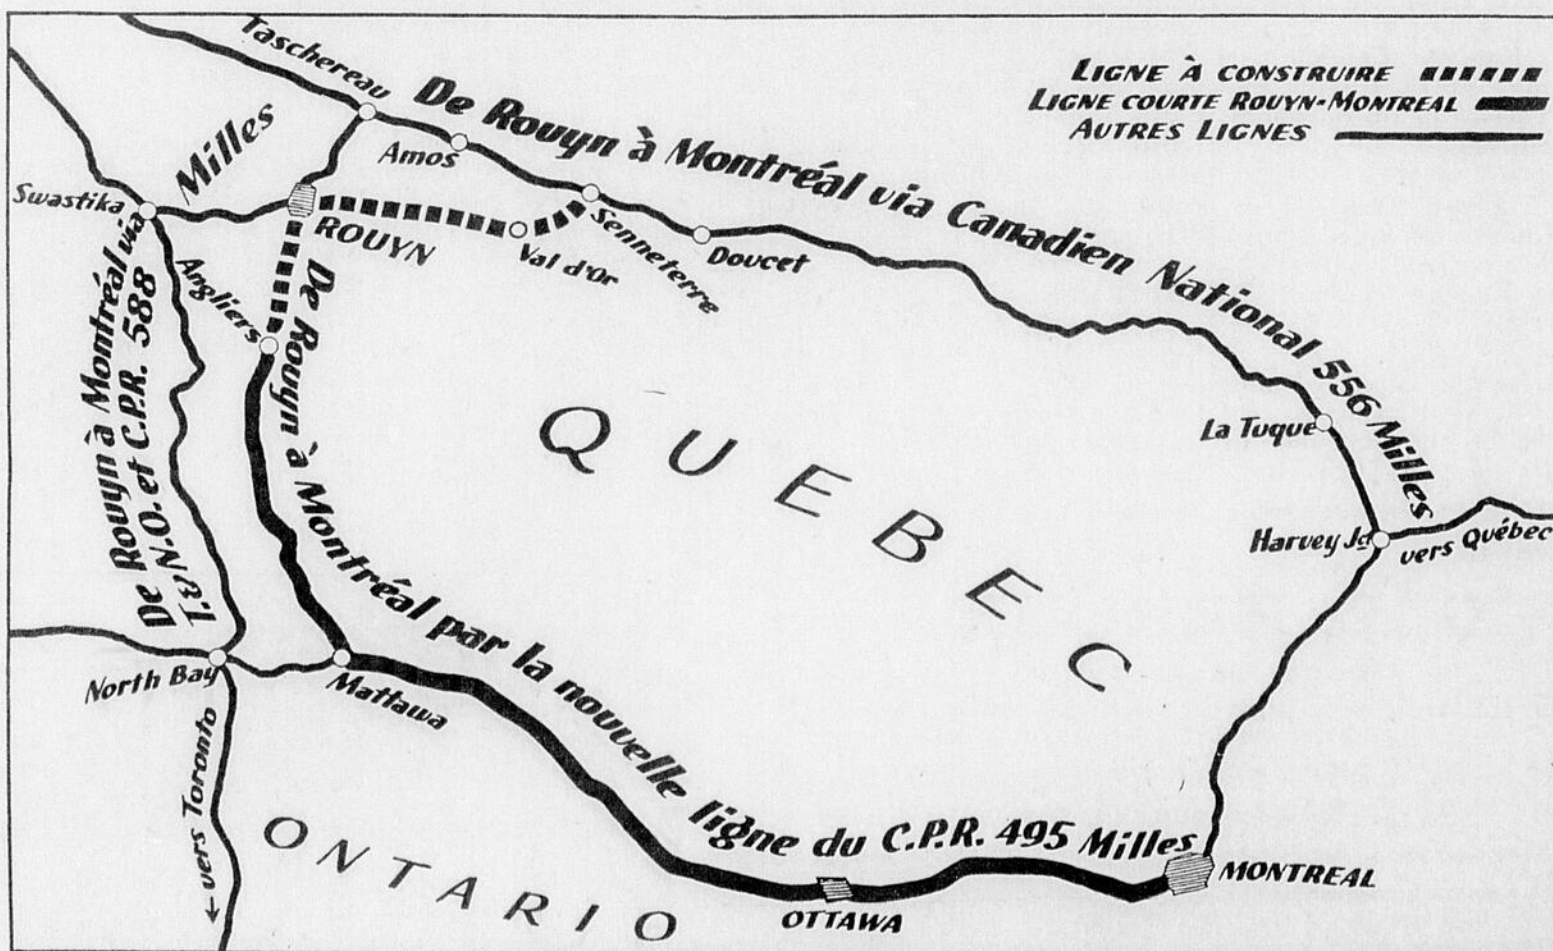 LIGNE À CONSTRUIRE
LIGNE COURTE ROUYN-MONTREAL
AUTRES LIGNES
Taschereau
De Rouyn à Montréal via Canadien National 556 Milles
Amos
Swastika
De Rouyn à Montréal via
T.& N.O. et C.P.R. 588
Milles
ROUYN
Val d'Or
Senneterre
Doucet
Angliers
De Rouyn à Montréal par la nouvelle ligne du C.P.R. 495 Milles
QUEBEC
La Tuque
Harvey Jct
vers Québec
North Bay
Mattawa
vers Toronto
ONTARIO
OTTAWA
MONTREAL